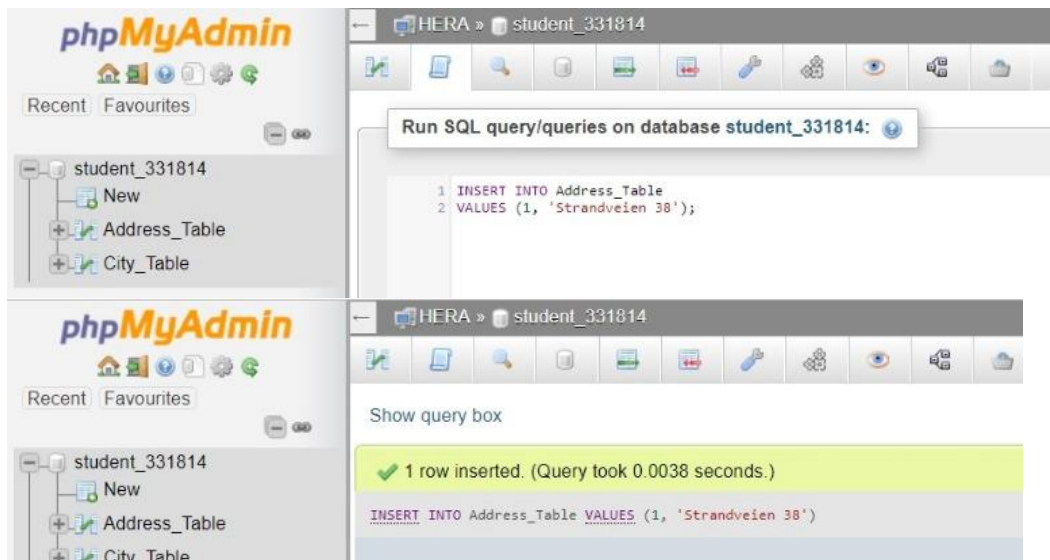 phpMyAdmin
Recent Favourites
student_331814
New
Address_Table
City_Table
HERA » student_331814
Run SQL query/queries on database student_331814:
1 INSERT INTO Address_Table
2 VALUES (1, 'Strandveien 38');
phpMyAdmin
Recent Favourites
student_331814
New
Address_Table
City_Table
HERA » student_331814
Show query box
1 row inserted. (Query took 0.0038 seconds.)
INSERT INTO Address_Table VALUES (1, 'Strandveien 38')